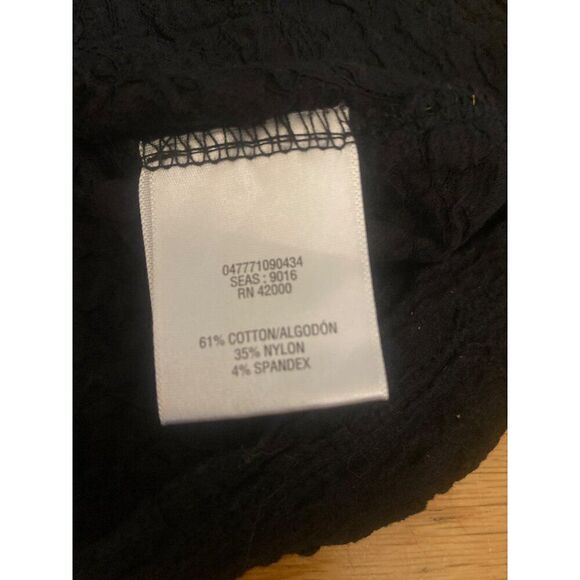 047771090434
SEAS : 9016
RN 42000
61% COTTON/ALGODÓN
35% NYLON
4% SPANDEX